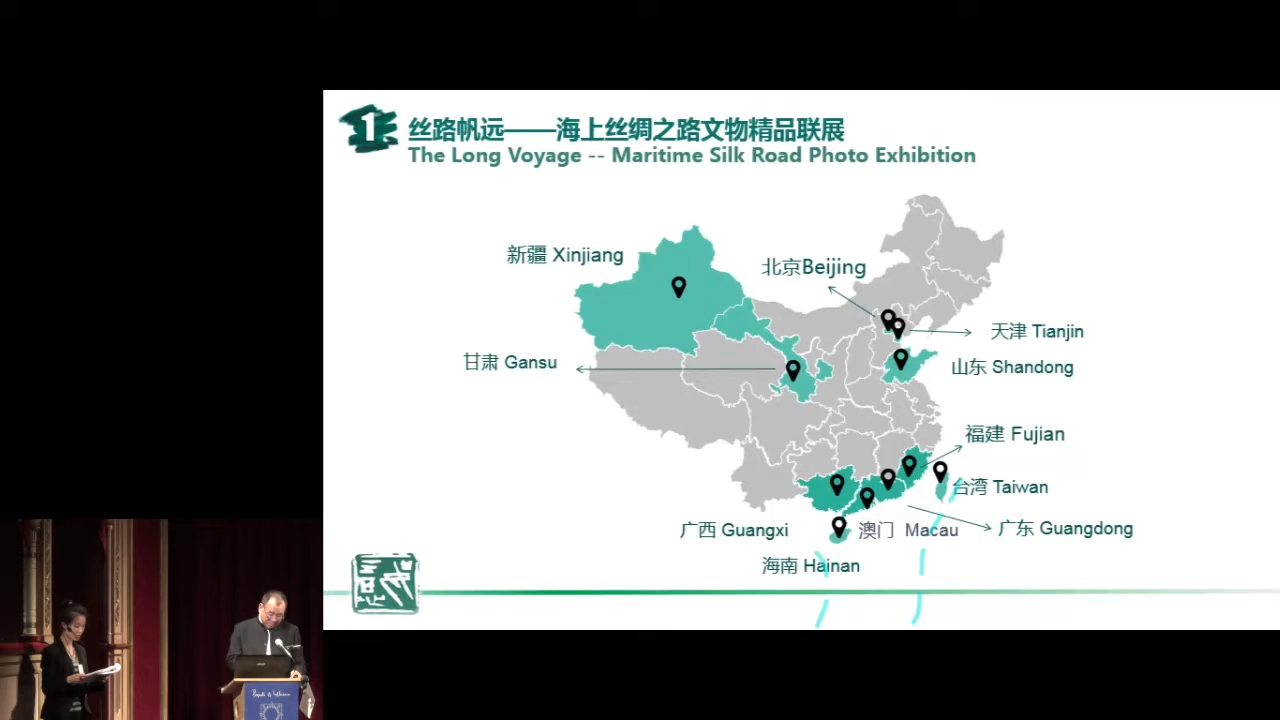 1
丝路帆远——海上丝绸之路文物精品联展
The Long Voyage -- Maritime Silk Road Photo Exhibition
新疆 Xinjiang
北京Beijing
天津 Tianjin
甘肃 Gansu
山东 Shandong
福建 Fujian
台湾 Taiwan
广西 Guangxi
澳门 Macau
广东 Guangdong
海南 Hainan